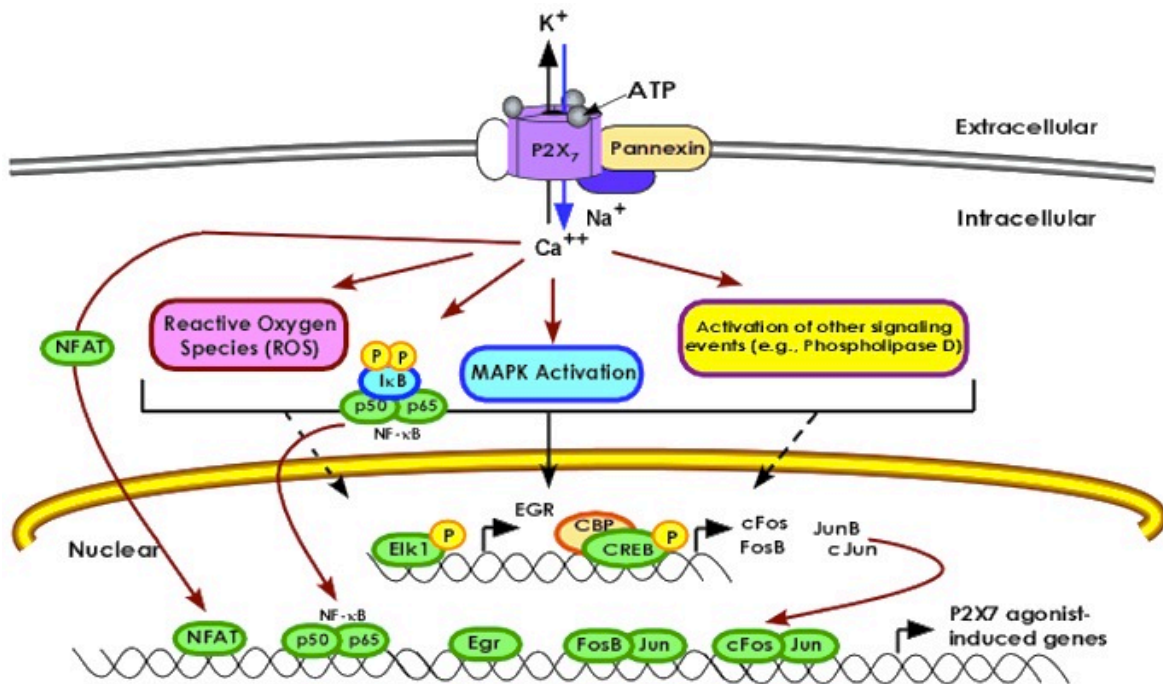 K+
ATP
Extracellular
P2X7
Pannexin
Na+
Intracellular
Ca++
NFAT
Reactive Oxygen
Species (ROS)
P P
IκB
p50 p65
NF-κB
MAPK Activation
Activation of other signaling
events (e.g., Phospholipase D)
Nuclear
Elk1
P
EGR
CBP
CREB
P
cFos
FosB
JunB
cJun
NFAT
NF-κB
p50 p65
Egr
FosB Jun
cFos Jun
P2X7 agonist-
induced genes